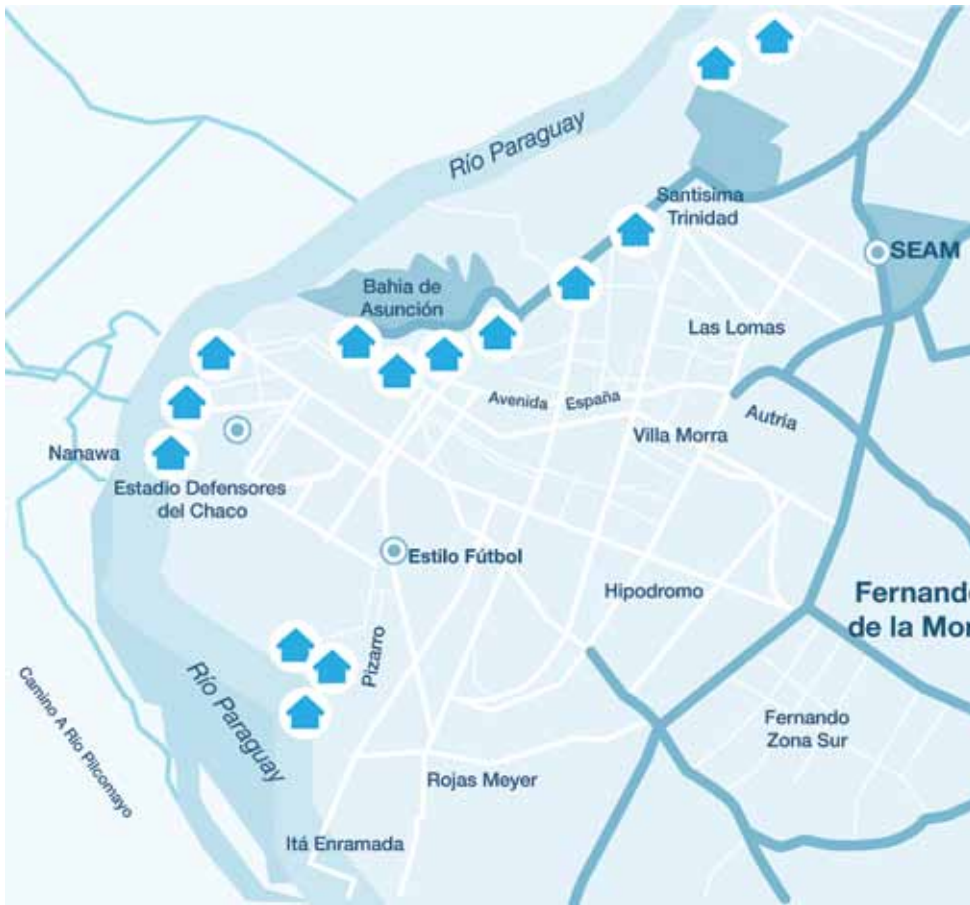 Río Paraguay
Santisima
Trinidad
SEAM
Bahia de
Asunción
Las Lomas
Avenida España
Autría
Villa Morra
Nanawa
Estadio Defensores
del Chaco
Estilo Fútbol
Hipodromo
Fernando
de la Mor
Pizarro
Río Paraguay
Camino A Río Pilcomayo
Fernando
Zona Sur
Rojas Meyer
Itá Enramada